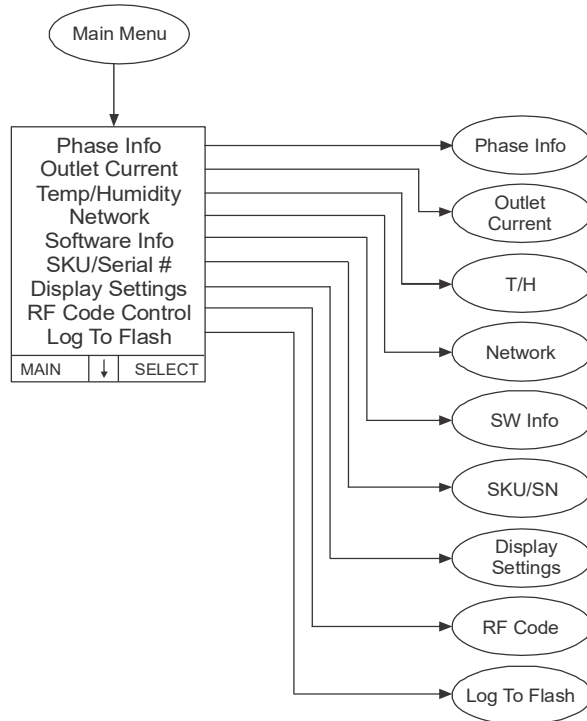 Main Menu
Phase Info
Outlet Current
Temp/Humidity
Network
Software Info
SKU/Serial #
Display Settings
RF Code Control
Log To Flash
MAIN ↓ SELECT
Phase Info
Outlet
Current
T/H
Network
SW Info
SKU/SN
Display
Settings
RF Code
Log To Flash